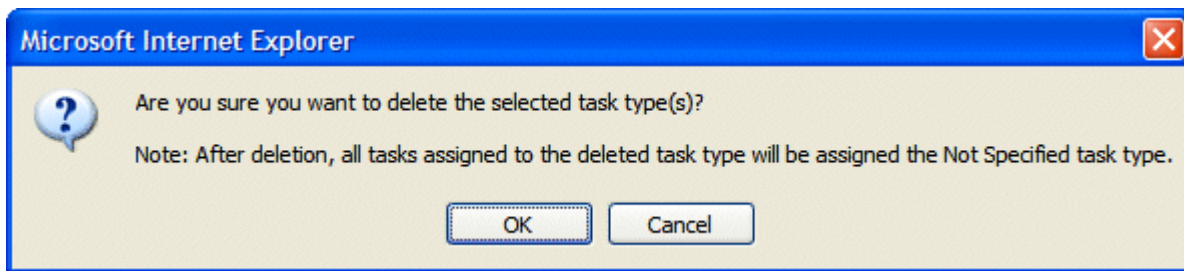 Microsoft Internet Explorer
Are you sure you want to delete the selected task type(s)?
Note: After deletion, all tasks assigned to the deleted task type will be assigned the Not Specified task type.
OK Cancel